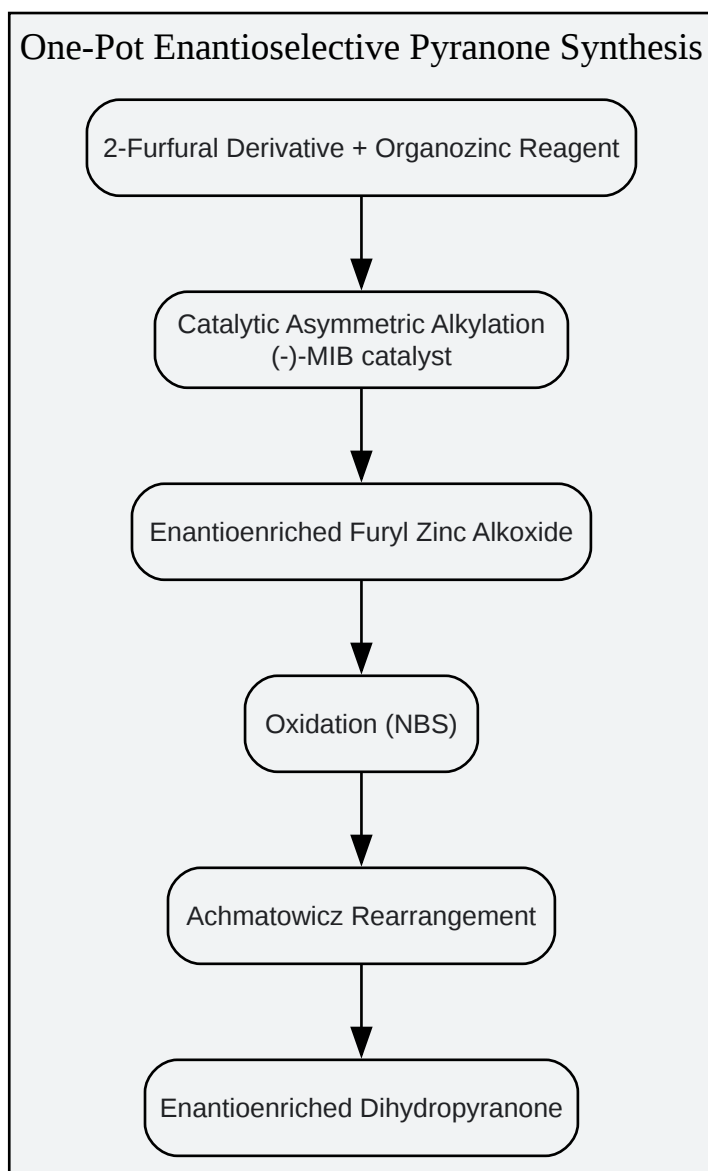 One-Pot Enantioselective Pyranone Synthesis
2-Furfural Derivative + Organozinc Reagent
Catalytic Asymmetric Alkylation
(-)-MIB catalyst
Enantioenriched Furyl Zinc Alkoxide
Oxidation (NBS)
Achmatowicz Rearrangement
Enantioenriched Dihydropyranone